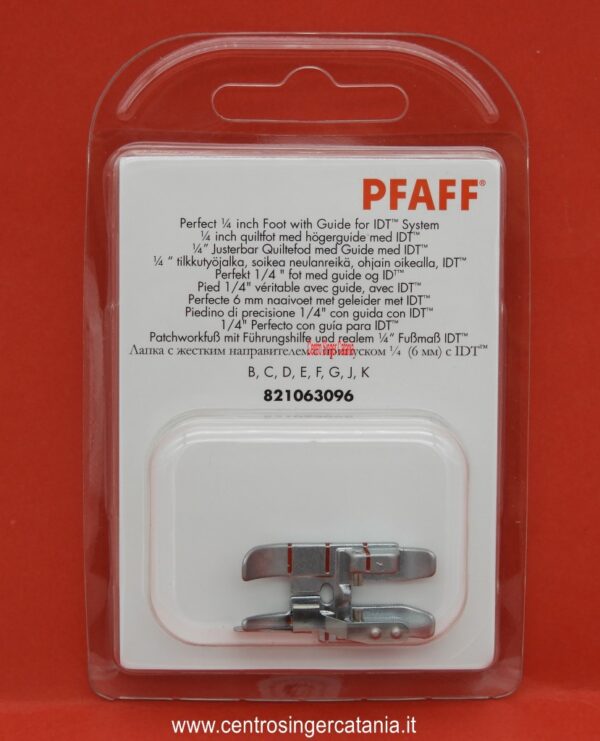 PFAFF®
Perfect ¼ inch Foot with Guide for IDT™ System
¼ inch quiltfot med högerguide med IDT™
¼” Justerbar Quiltefod med Guide med IDT™
¼ ” tilkkutyöjalka, soikea neulanreikä, ohjain oikealla, IDT™
Perfekt 1/4 " fot med guide og IDT™
Pied 1/4" véritable avec guide, avec IDT™
Perfecte 6 mm naaivoet met geleider met IDT™
Piedino di precisione 1/4" con guida con IDT™
1/4" Perfecto con guía para IDT™
Patchworkfuß mit Führungshilfe und realem ¼” Fußmaß IDT™
Лапка с жестким направителем с припуском ¼ (6 мм) с IDT™
B, C, D, E, F, G, J, K
821063096
www.centrosingercatania.it